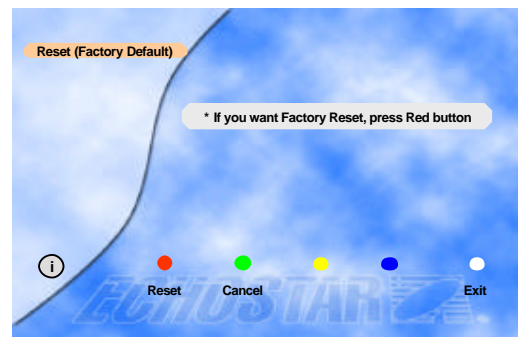 Reset (Factory Default)
* If you want Factory Reset, press Red button
i
Reset Cancel Exit
ECHOSTAR